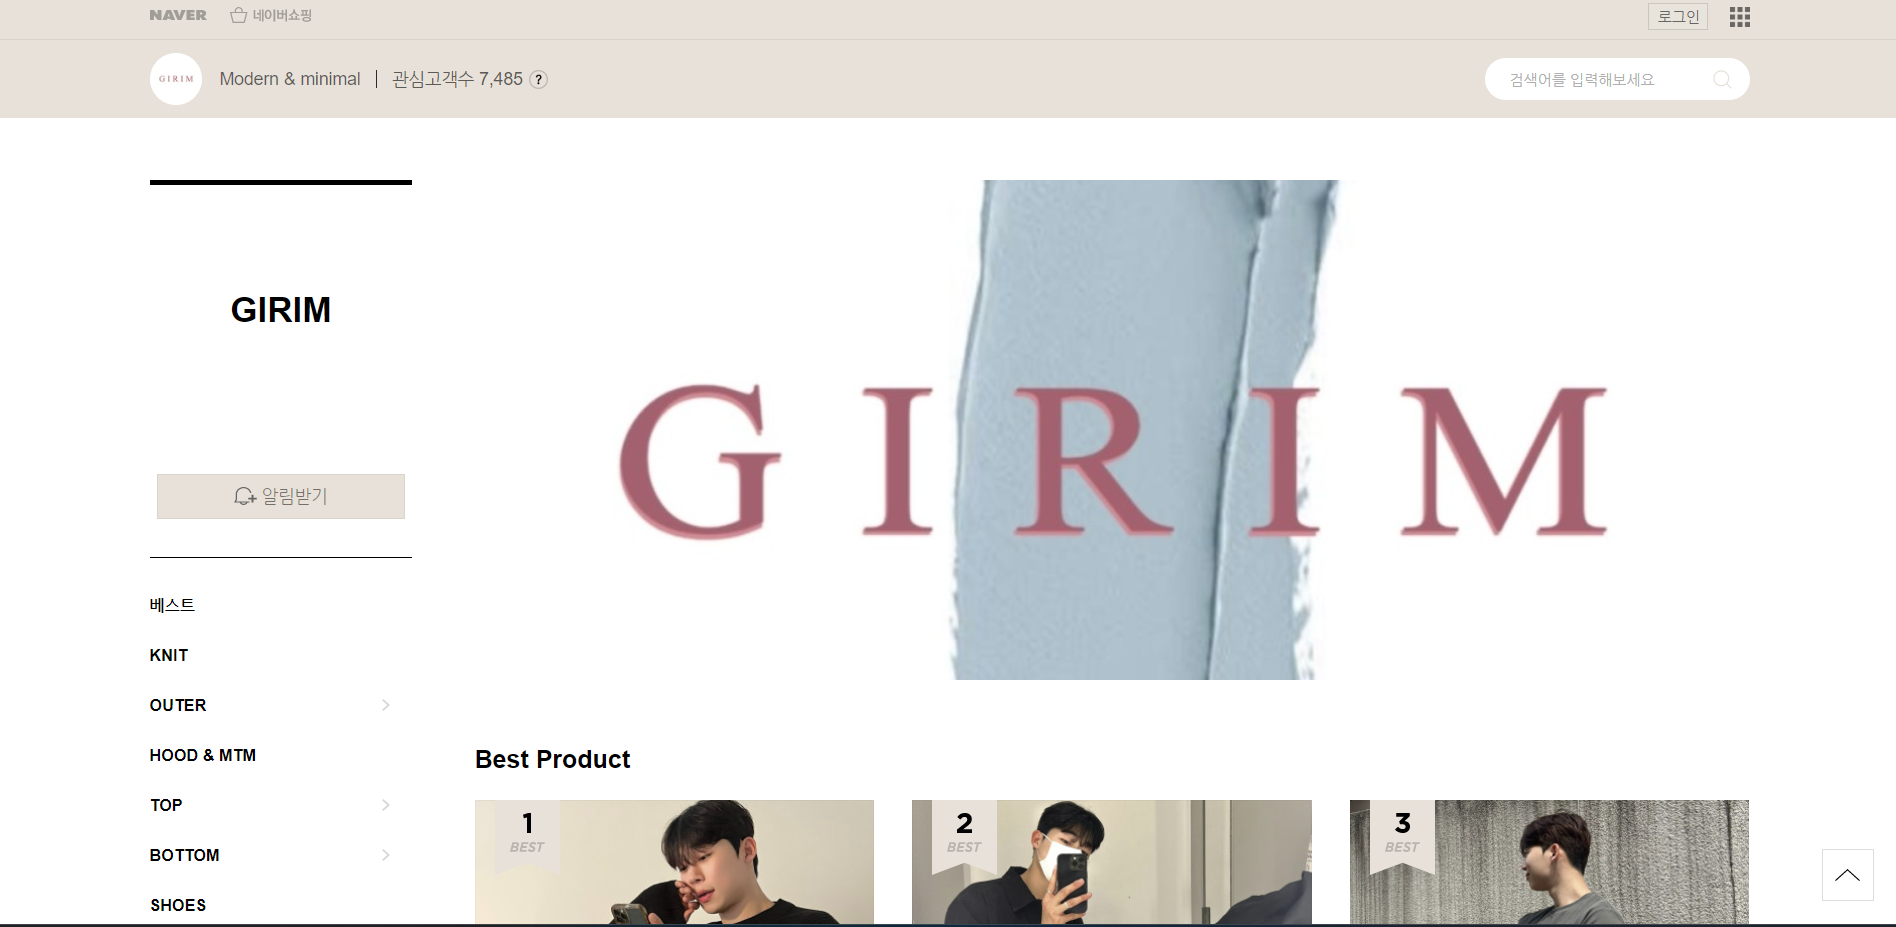 NAVER 네이버쇼핑 로그인
GIRIM Modern & minimal 관심고객수 7,485 ? 검색어를 입력해보세요
GIRIM
GIRIM
알림받기
베스트
KNIT
OUTER
HOOD & MTM
TOP
BOTTOM
SHOES
Best Product
1 BEST
2 BEST
3 BEST